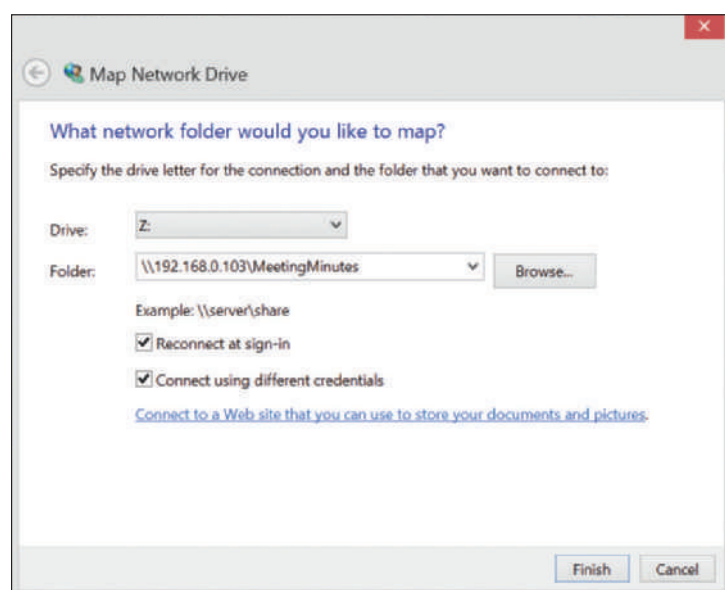 Map Network Drive
What network folder would you like to map?
Specify the drive letter for the connection and the folder that you want to connect to:
Drive: Z:
Folder: \\192.168.0.103\MeetingMinutes Browse...
Example: \\server\share
Reconnect at sign-in
Connect using different credentials
Connect to a Web site that you can use to store your documents and pictures.
Finish Cancel